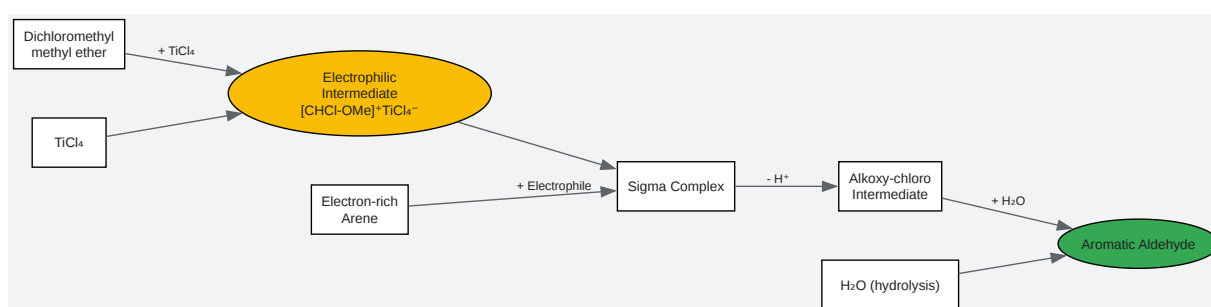 Dichloromethyl
methyl ether
+ TiCl₄
Electrophilic
Intermediate
[CHCl-OMe]⁺TiCl₄⁻
TiCl₄
Electron-rich
Arene
+ Electrophile
Sigma Complex
- H⁺
Alkoxy-chloro
Intermediate
+ H₂O
Aromatic Aldehyde
H₂O (hydrolysis)